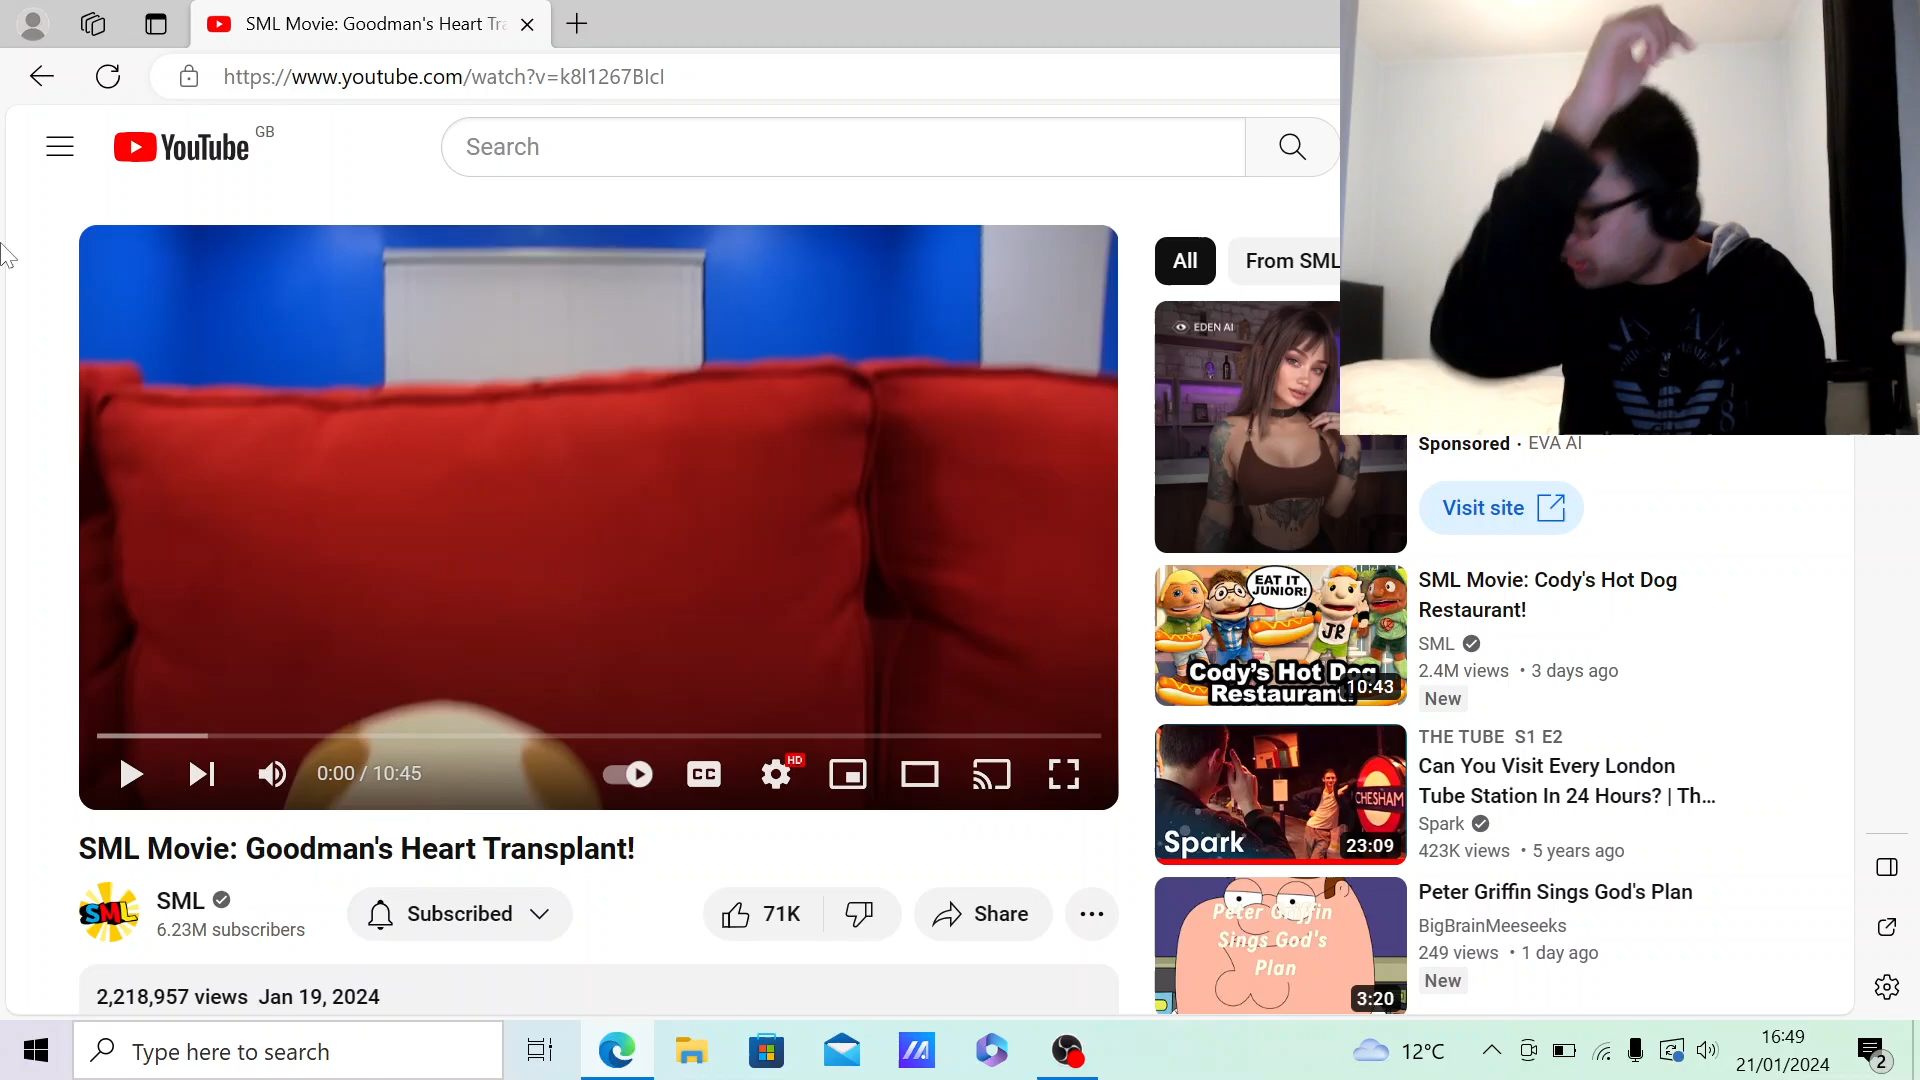 SML Movie: Goodman's Heart Tra
https://www.youtube.com/watch?v=k8l1267BIcI
YouTube GB
Search
All
From SML
EDEN AI
Sponsored · EVA AI
Visit site
HD
CC
0:00 / 10:45
EAT IT JUNIOR!
JR
Cody's Hot Dog
Restaurant!
10:43
SML Movie: Cody's Hot Dog
Restaurant!
SML
2.4M views • 3 days ago
New
CHESHAM
Spark
23:09
THE TUBE S1 E2
Can You Visit Every London
Tube Station In 24 Hours? | Th...
Spark
423K views • 5 years ago
Peter Griffin
Sings God's
Plan
3:20
Peter Griffin Sings God's Plan
BigBrainMeeseeks
249 views • 1 day ago
New
SML Movie: Goodman's Heart Transplant!
SML
SML
6.23M subscribers
Subscribed
71K
Share
2,218,957 views Jan 19, 2024
Type here to search
12°C
16:49
21/01/2024
2